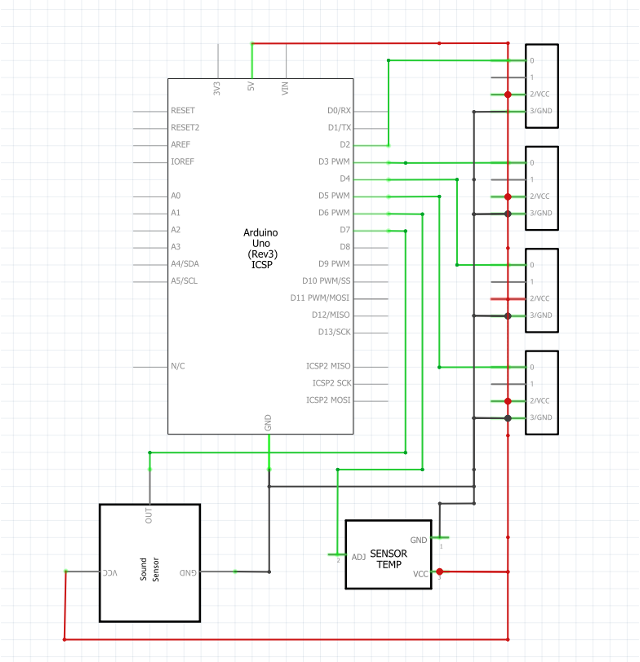 3V3
5V
VIN
RESET
RESET2
AREF
IOREF
A0
A1
A2
A3
A4/SDA
A5/SCL
N/C
Arduino
Uno
(Rev3)
ICSP
D0/RX
D1/TX
D2
D3 PWM
D4
D5 PWM
D6 PWM
D7
D8
D9 PWM
D10 PWM/SS
D11 PWM/MOSI
D12/MISO
D13/SCK
ICSP2 MISO
ICSP2 SCK
ICSP2 MOSI
GND
0
1
2/VCC
3/GND
0
1
2/VCC
3/GND
0
1
2/VCC
3/GND
0
1
2/VCC
3/GND
OUT
VCC
Sound
Sensor
GND
GND
1
ADJ
2
SENSOR
TEMP
VCC